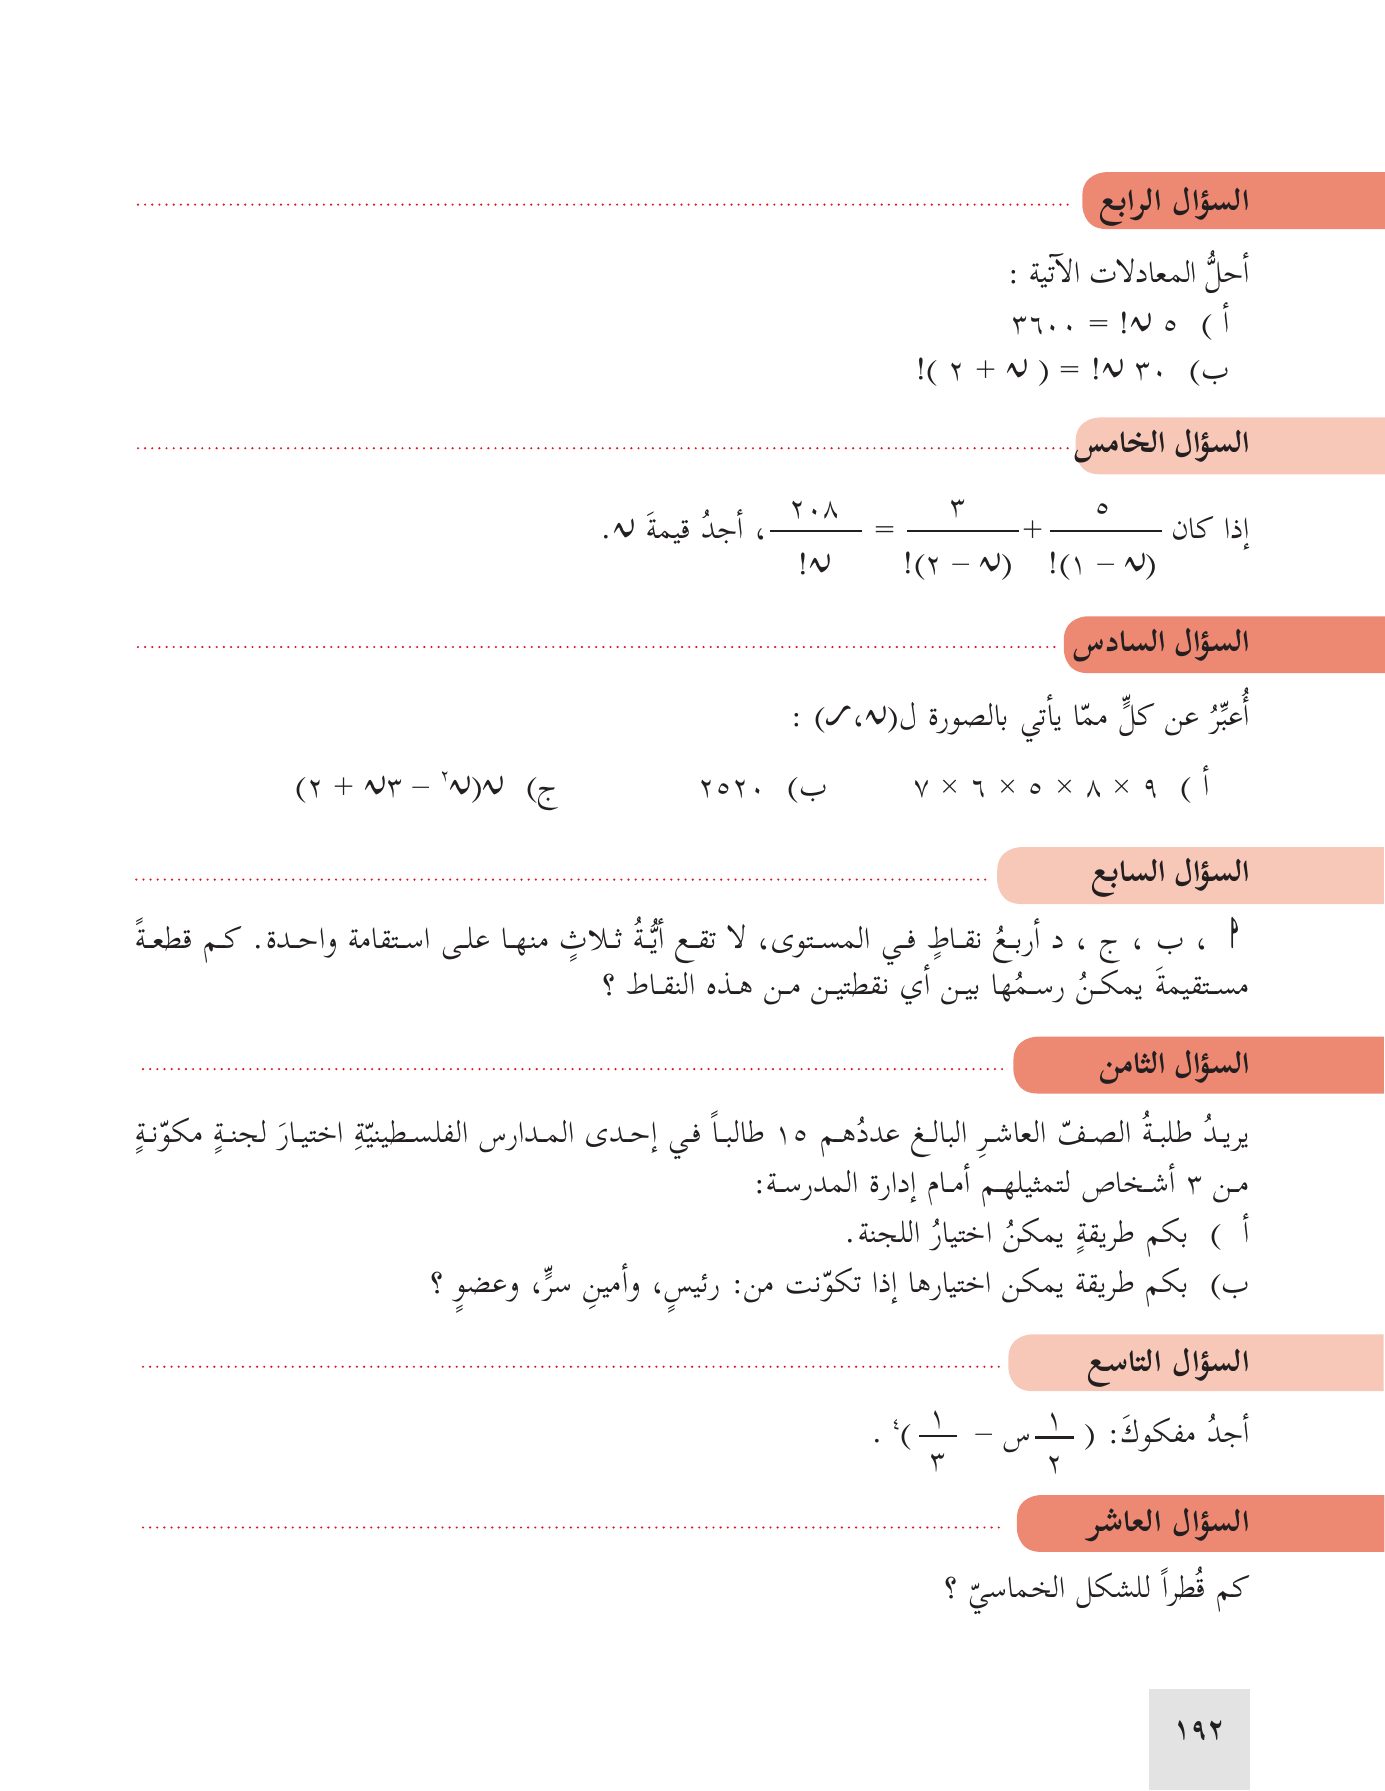 السؤال الرابع
أحلُّ المعادلات الآتية :
أ ) ٥ ن! = ٣٦٠٠
ب) ٣٠ ن! = ( ن + ٢ )!
السؤال الخامس
إذا كان ٥/(ن − ١)! + ٣/(ن − ٢)! = ٢٠٨/ن! ، أجدُ قيمةَ ن.
السؤال السادس
أُعبِّرُ عن كلٍّ ممّا يأتي بالصورة ل(ن،ر) :
أ ) ٩ × ٨ × ٥ × ٦ × ٧ ب) ٢٥٢٠ ج) ن(ن² − ٣ن + ٢)
السؤال السابع
أ ، ب ، ج ، د أربعُ نقاطٍ في المستوى، لا تقع أيُّةُ ثلاثٍ منها على استقامة واحدة. كم قطعةً
مستقيمةَ يمكنُ رسمُها بين أي نقطتين من هذه النقاط ؟
السؤال الثامن
يريدُ طلبةُ الصفّ العاشرِ البالغ عددُهم ١٥ طالباً في إحدى المدارس الفلسطينيّةِ اختيارَ لجنةٍ مكوّنةٍ
من ٣ أشخاص لتمثيلهم أمام إدارة المدرسة:
أ ) بكم طريقةٍ يمكنُ اختيارُ اللجنة.
ب) بكم طريقة يمكن اختيارها إذا تكوّنت من: رئيسٍ، وأمينِ سرٍّ، وعضوٍ ؟
السؤال التاسع
أجدُ مفكوكَ: ( ١/٢ س − ١/٣ )⁴ .
السؤال العاشر
كم قُطراً للشكل الخماسيّ ؟
١٩٢